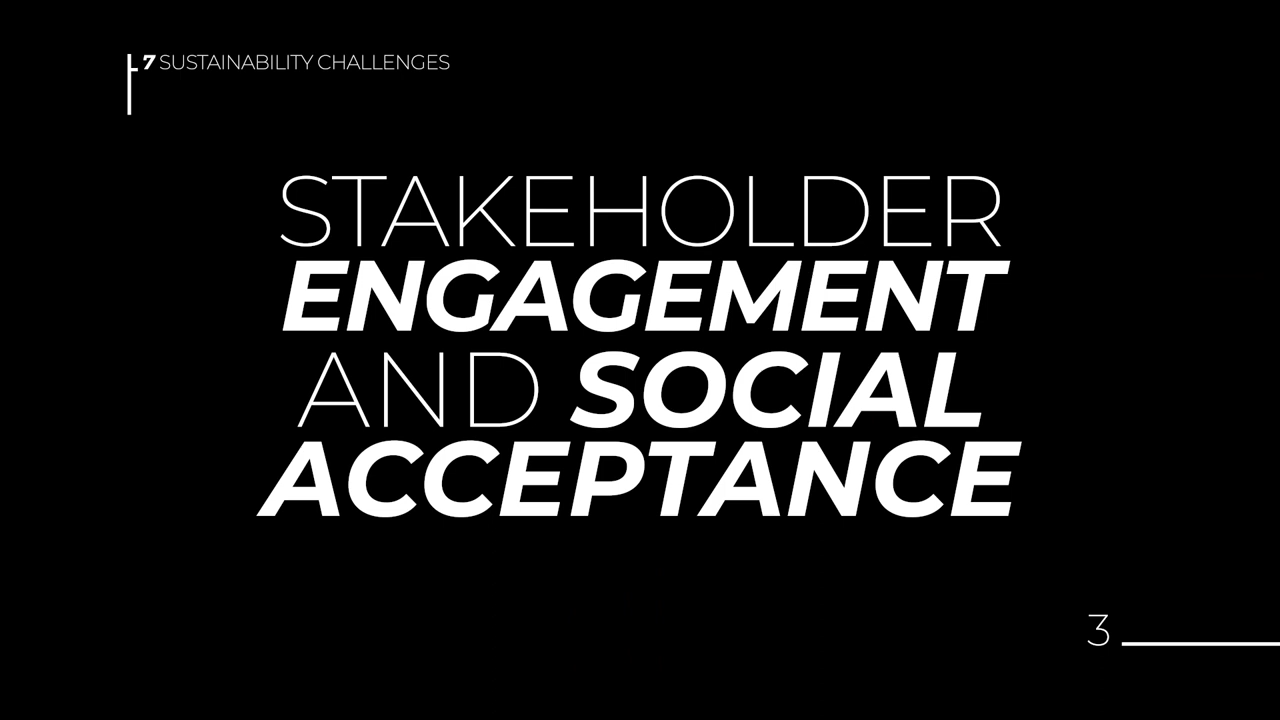 7 SUSTAINABILITY CHALLENGES
STAKEHOLDER
ENGAGEMENT
AND SOCIAL
ACCEPTANCE
3